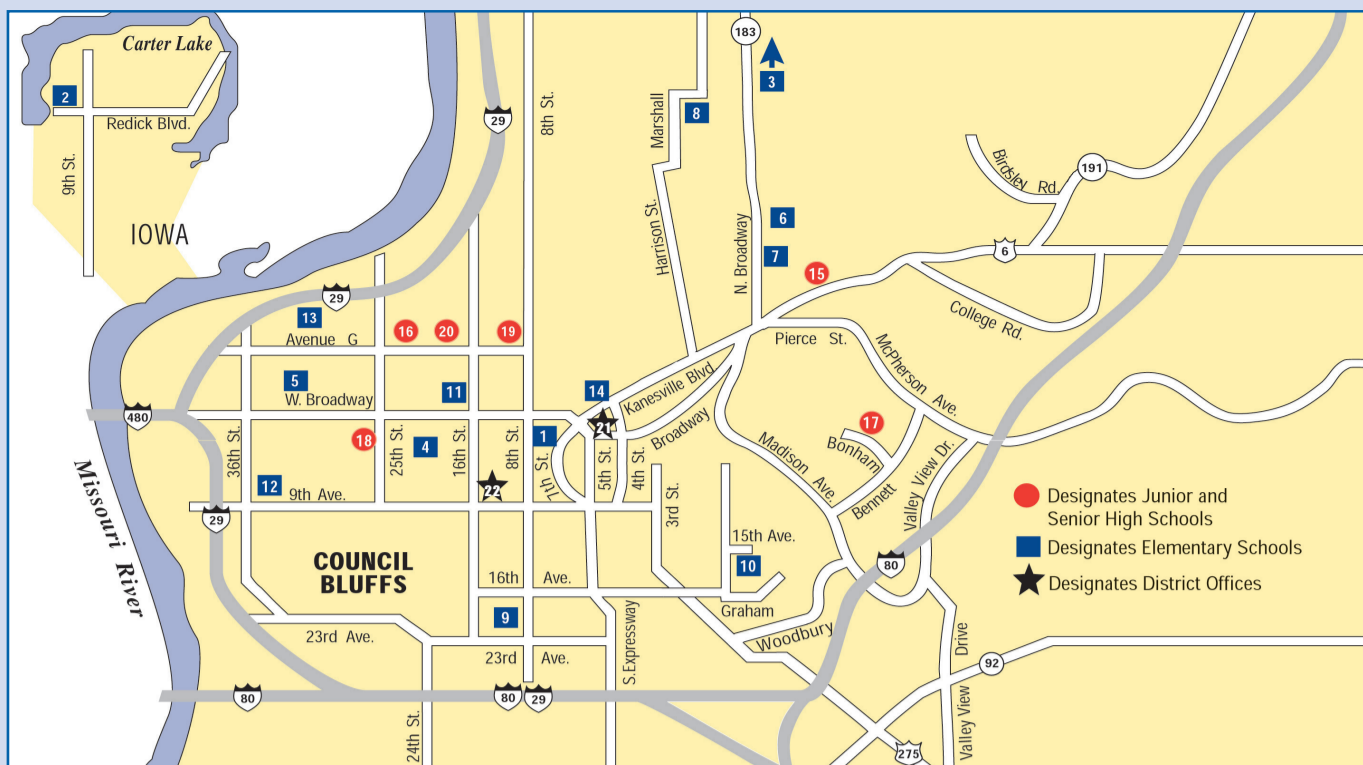 Carter Lake
2
Redick Blvd.
9th St.
IOWA
29
8th St.
183
3
Marshall
8
Harrison St.
N. Broadway
6
7
15
Birdsley Rd.
191
6
College Rd.
29
13
Avenue G
16
20
19
Pierce St.
McPherson Ave.
5
W. Broadway
11
14
Kanesville Blvd.
Broadway
480
36th St.
18
25th St.
4
16th St.
8th St.
1
7th St.
21
5th St.
4th St.
3rd St.
Madison Ave.
17
Bonham
Bennett
Valley View Dr.
12
9th Ave.
22
29
Missouri River
COUNCIL
BLUFFS
15th Ave.
10
16th Ave.
Graham
80
Designates Junior and
Senior High Schools
Designates Elementary Schools
Designates District Offices
9
23rd Ave.
23rd Ave.
S.Expressway
Woodbury
Valley View Drive
92
80
80
29
24th St.
275